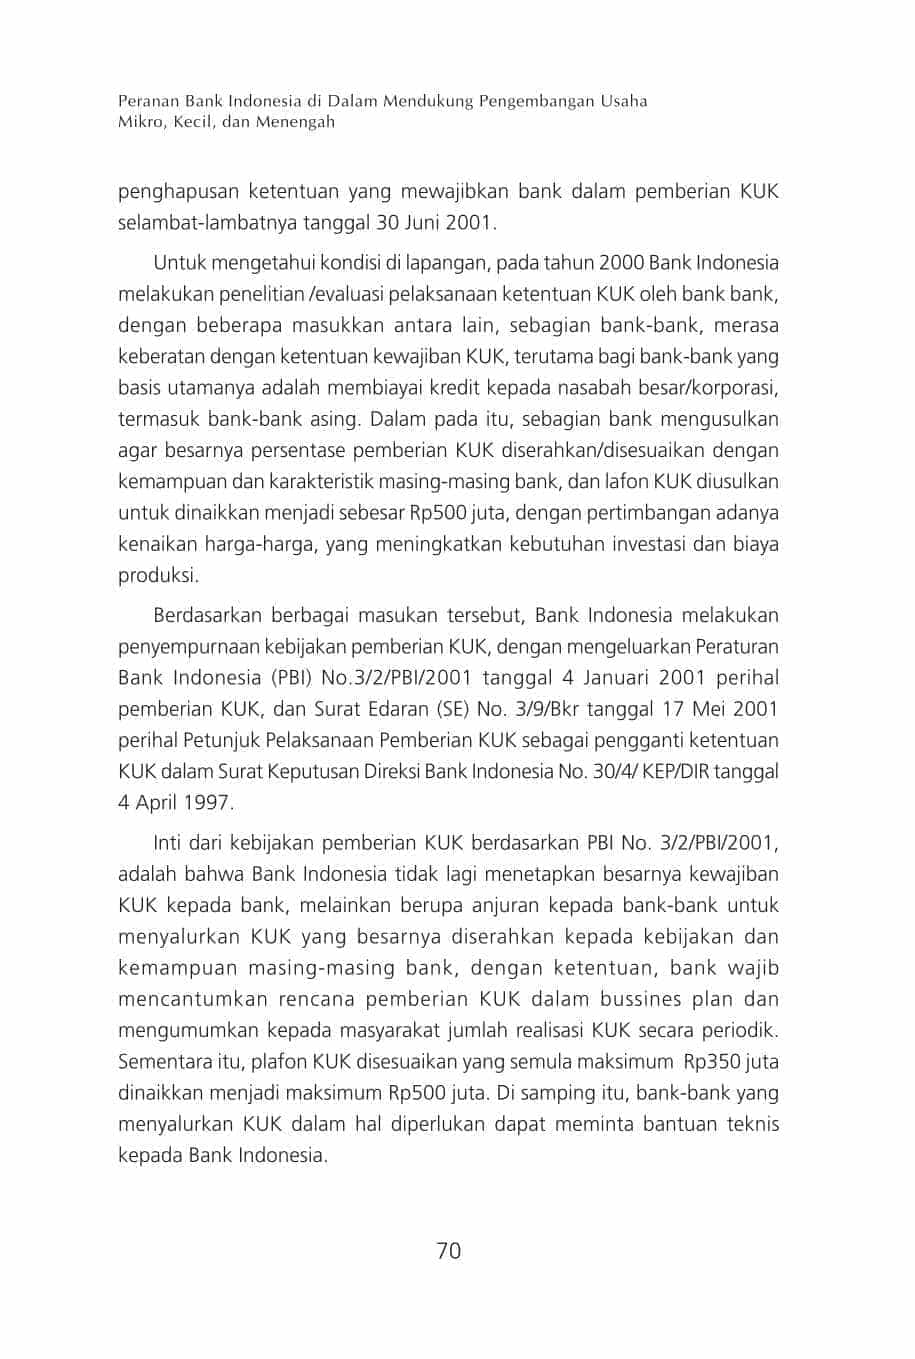 Peranan Bank Indonesia di Dalam Mendukung Pengembangan Usaha
Mikro, Kecil, dan Menengah
penghapusan ketentuan yang mewajibkan bank dalam pemberian KUK
selambat-lambatnya tanggal 30 Juni 2001.
Untuk mengetahui kondisi di lapangan, pada tahun 2000 Bank Indonesia
melakukan penelitian /evaluasi pelaksanaan ketentuan KUK oleh bank bank,
dengan beberapa masukkan antara lain, sebagian bank-bank, merasa
keberatan dengan ketentuan kewajiban KUK, terutama bagi bank-bank yang
basis utamanya adalah membiayai kredit kepada nasabah besar/korporasi,
termasuk bank-bank asing. Dalam pada itu, sebagian bank mengusulkan
agar besarnya persentase pemberian KUK diserahkan/disesuaikan dengan
kemampuan dan karakteristik masing-masing bank, dan lafon KUK diusulkan
untuk dinaikkan menjadi sebesar Rp500 juta, dengan pertimbangan adanya
kenaikan harga-harga, yang meningkatkan kebutuhan investasi dan biaya
produksi.
Berdasarkan berbagai masukan tersebut, Bank Indonesia melakukan
penyempurnaan kebijakan pemberian KUK, dengan mengeluarkan Peraturan
Bank Indonesia (PBI) No.3/2/PBI/2001 tanggal 4 Januari 2001 perihal
pemberian KUK, dan Surat Edaran (SE) No. 3/9/Bkr tanggal 17 Mei 2001
perihal Petunjuk Pelaksanaan Pemberian KUK sebagai pengganti ketentuan
KUK dalam Surat Keputusan Direksi Bank Indonesia No. 30/4/ KEP/DIR tanggal
4 April 1997.
Inti dari kebijakan pemberian KUK berdasarkan PBI No. 3/2/PBI/2001,
adalah bahwa Bank Indonesia tidak lagi menetapkan besarnya kewajiban
KUK kepada bank, melainkan berupa anjuran kepada bank-bank untuk
menyalurkan KUK yang besarnya diserahkan kepada kebijakan dan
kemampuan masing-masing bank, dengan ketentuan, bank wajib
mencantumkan rencana pemberian KUK dalam bussines plan dan
mengumumkan kepada masyarakat jumlah realisasi KUK secara periodik.
Sementara itu, plafon KUK disesuaikan yang semula maksimum Rp350 juta
dinaikkan menjadi maksimum Rp500 juta. Di samping itu, bank-bank yang
menyalurkan KUK dalam hal diperlukan dapat meminta bantuan teknis
kepada Bank Indonesia.
70